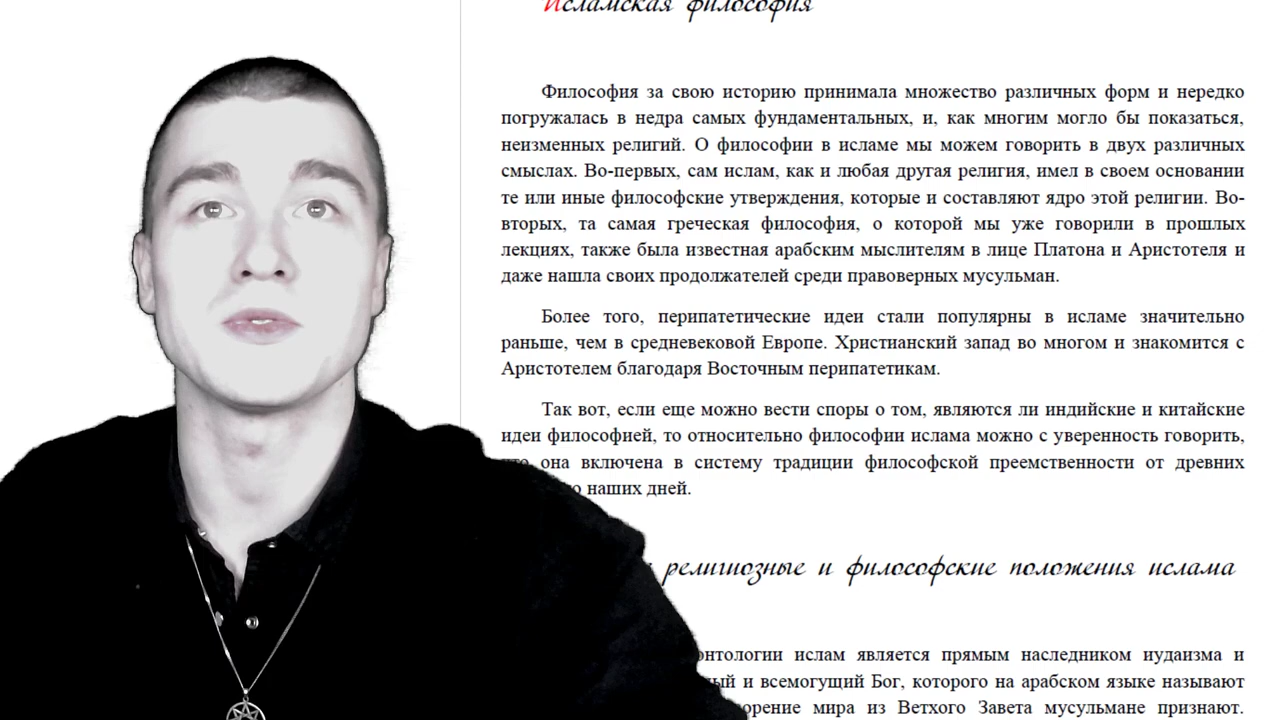 Исламская философия
Философия за свою историю принимала множество различных форм и нередко
погружалась в недра самых фундаментальных, и, как многим могло бы показаться,
неизменных религий. О философии в исламе мы можем говорить в двух различных
смыслах. Во-первых, сам ислам, как и любая другая религия, имел в своем основании
те или иные философские утверждения, которые и составляют ядро этой религии. Во-
вторых, та самая греческая философия, о которой мы уже говорили в прошлых
лекциях, также была известная арабским мыслителям в лице Платона и Аристотеля и
даже нашла своих продолжателей среди правоверных мусульман.
Более того, перипатетические идеи стали популярны в исламе значительно
раньше, чем в средневековой Европе. Христианский запад во многом и знакомится с
Аристотелем благодаря Восточным перипатетикам.
Так вот, если еще можно вести споры о том, являются ли индийские и китайские
идеи философией, то относительно философии ислама можно с уверенность говорить,
что она включена в систему традиции философской преемственности от древних
наших дней.
религиозные и философские положения ислама
ислам является прямым наследником иудаизма и
и всемогущий Бог, которого на арабском языке называют
мира из Ветхого Завета мусульмане признают.